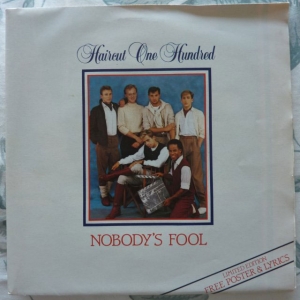 Haircut One Hundred
NOBODY'S FOOL
LIMITED EDITION
FREE POSTER & LYRICS